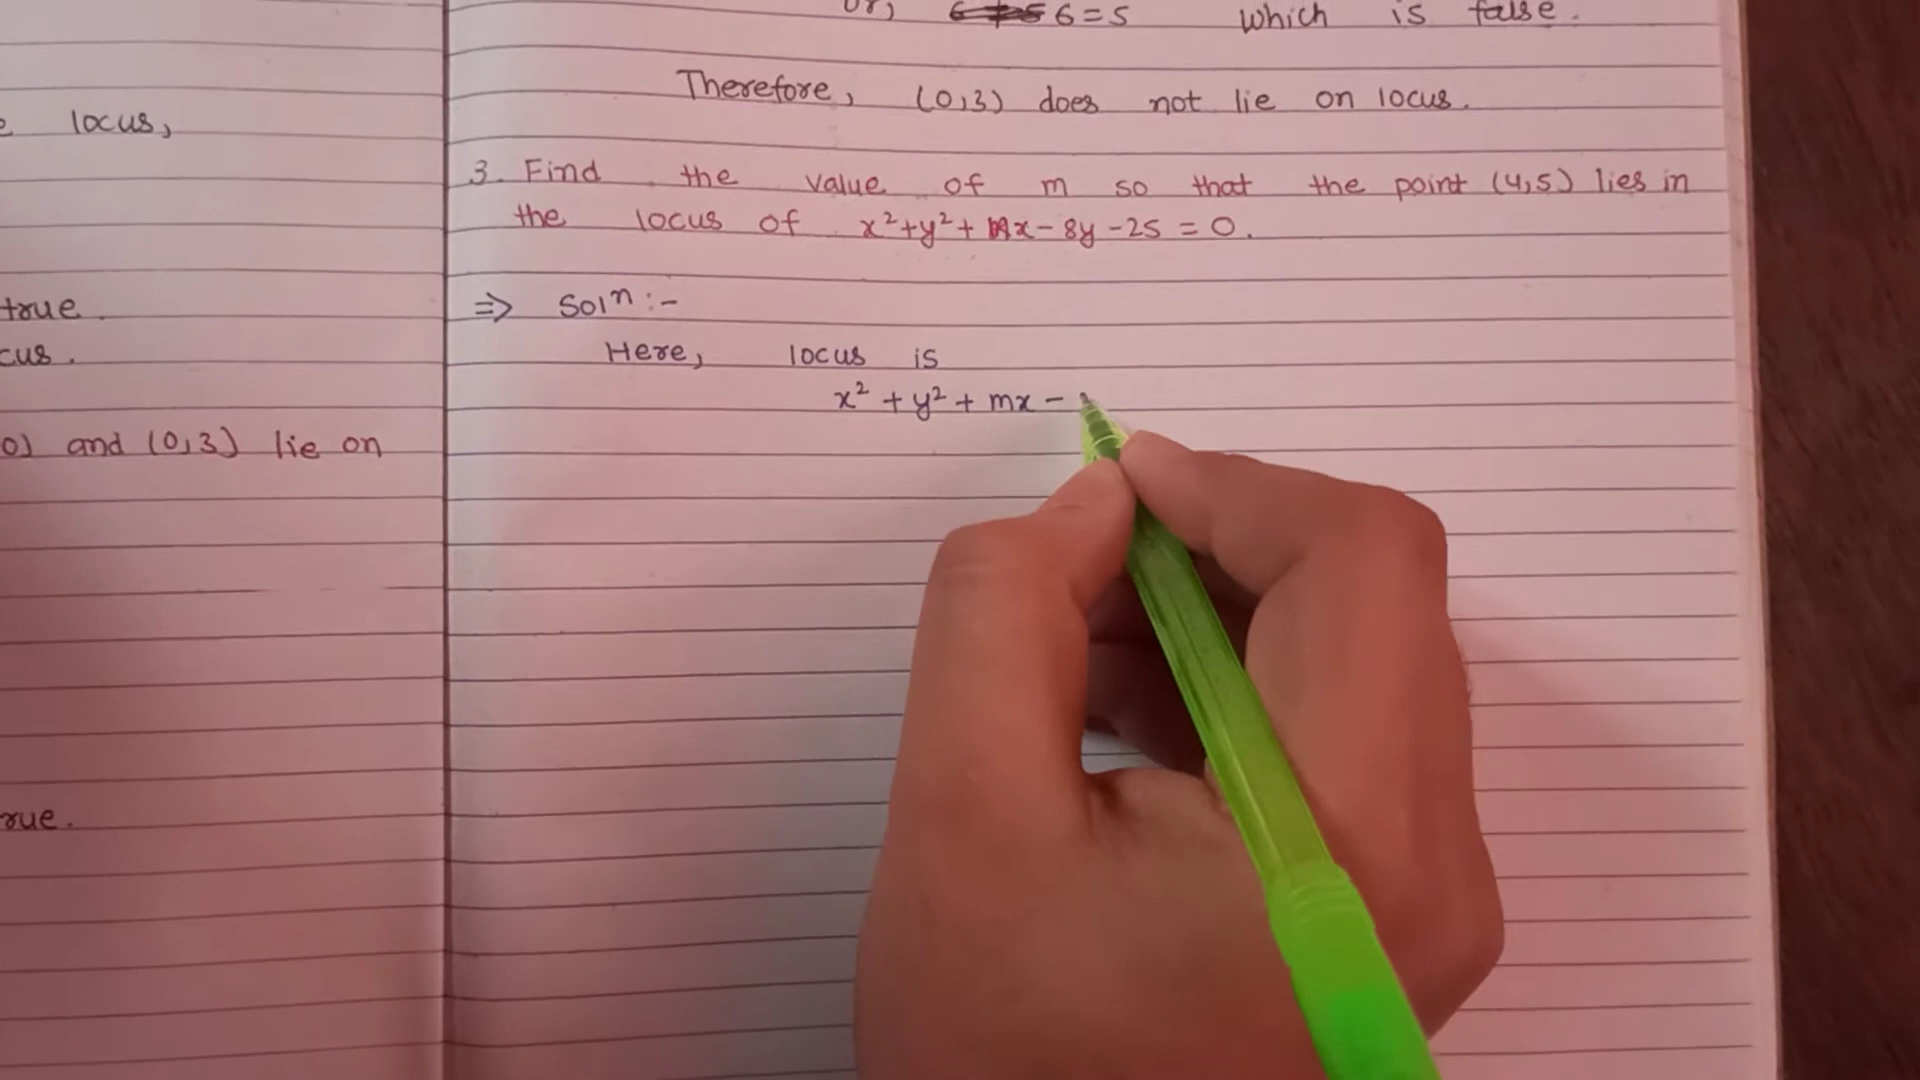 locus,
true.
cus.
0) and (0,3) lie on
rue.
or, 6=5 which is false.
Therefore, (0,3) does not lie on locus.
3. Find the value of m so that the point (4,5) lies in
the locus of x²+y²+mx-8y-25=0.
⇒ Solⁿ:-
Here, locus is
x² + y² + mx -